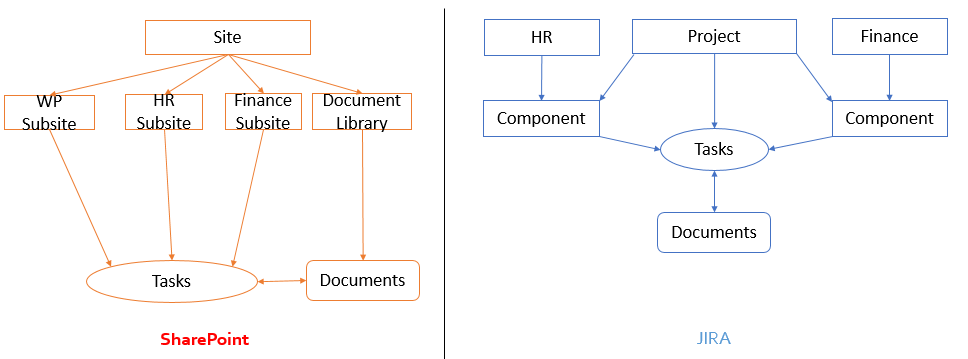 Site
WP
Subsite
HR
Subsite
Finance
Subsite
Document
Library
Tasks
Documents
SharePoint
HR
Project
Finance
Component
Component
Tasks
Documents
JIRA